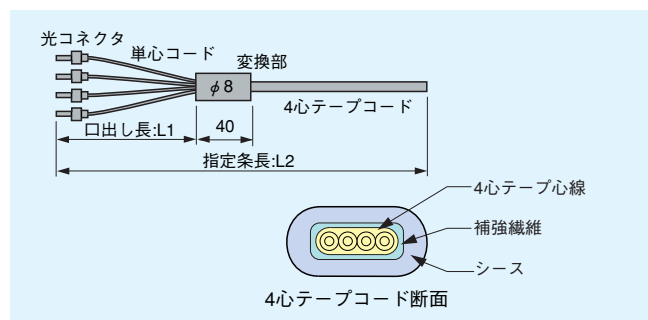 光コネクタ
単心コード
変換部
φ8
4心テープコード
口出し長:L1
40
指定条長:L2
4心テープ心線
補強繊維
シース
4心テープコード断面